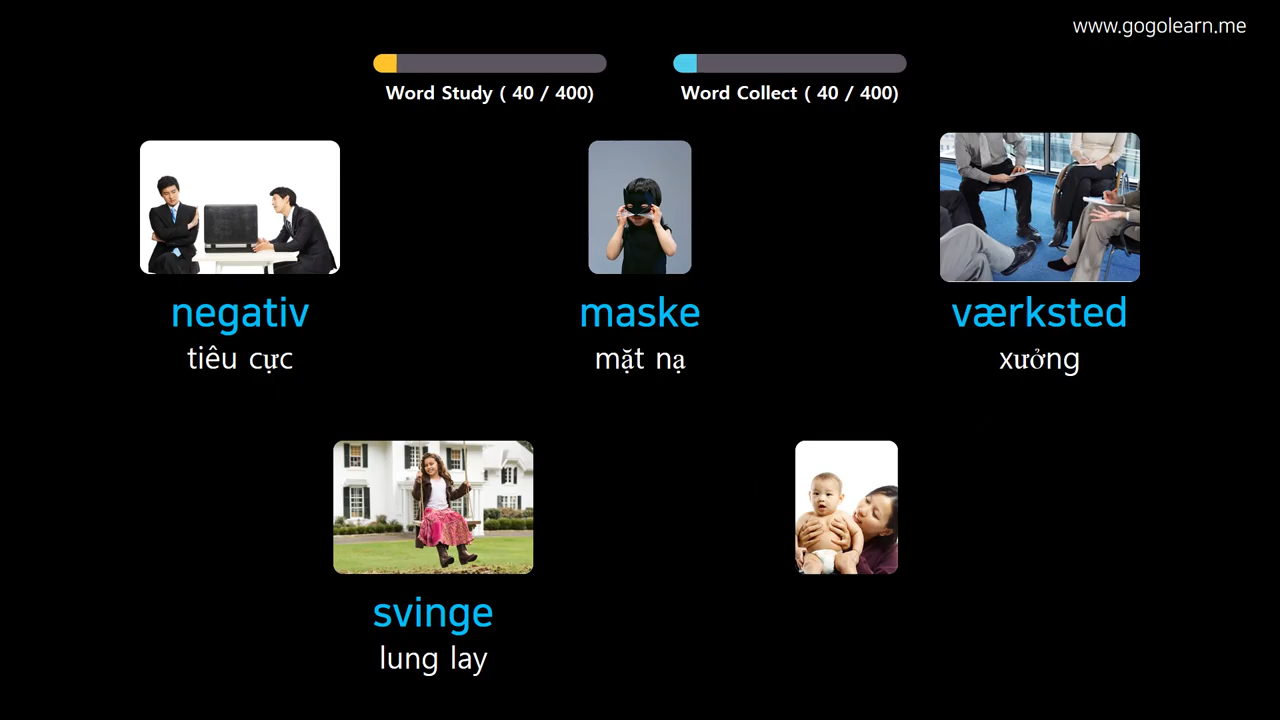 www.gogolearn.me
Word Study ( 40 / 400)
Word Collect ( 40 / 400)
negativ
maske
værksted
tiêu cực
mặt nạ
xưởng
svinge
lung lay